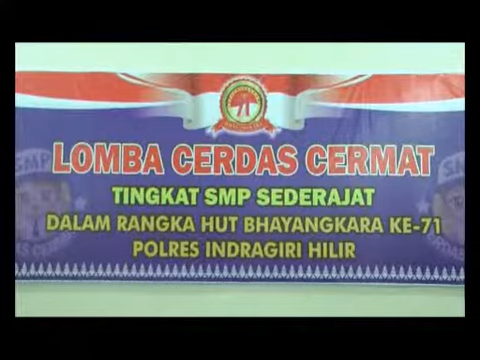 LOMBA CERDAS CERMAT
TINGKAT SMP SEDERAJAT
DALAM RANGKA HUT BHAYANGKARA KE-71
POLRES INDRAGIRI HILIR